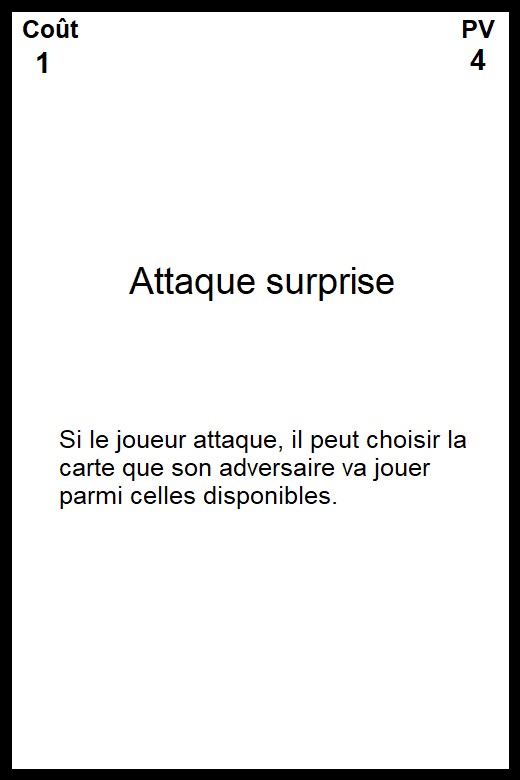 Coût
PV
1
4
Attaque surprise
Si le joueur attaque, il peut choisir la
carte que son adversaire va jouer
parmi celles disponibles.